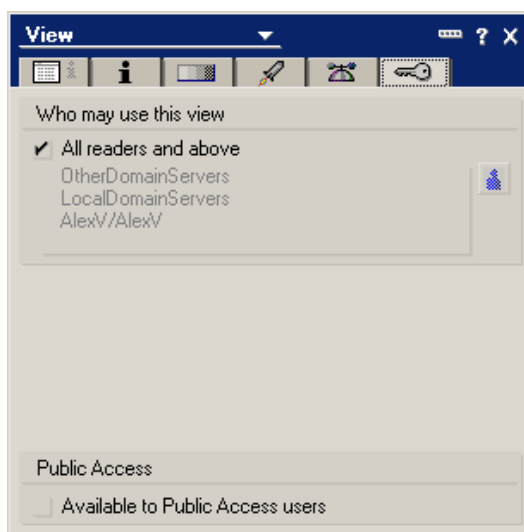 View
? X
i
Who may use this view
All readers and above
OtherDomainServers
LocalDomainServers
AlexV/AlexV
Public Access
Available to Public Access users